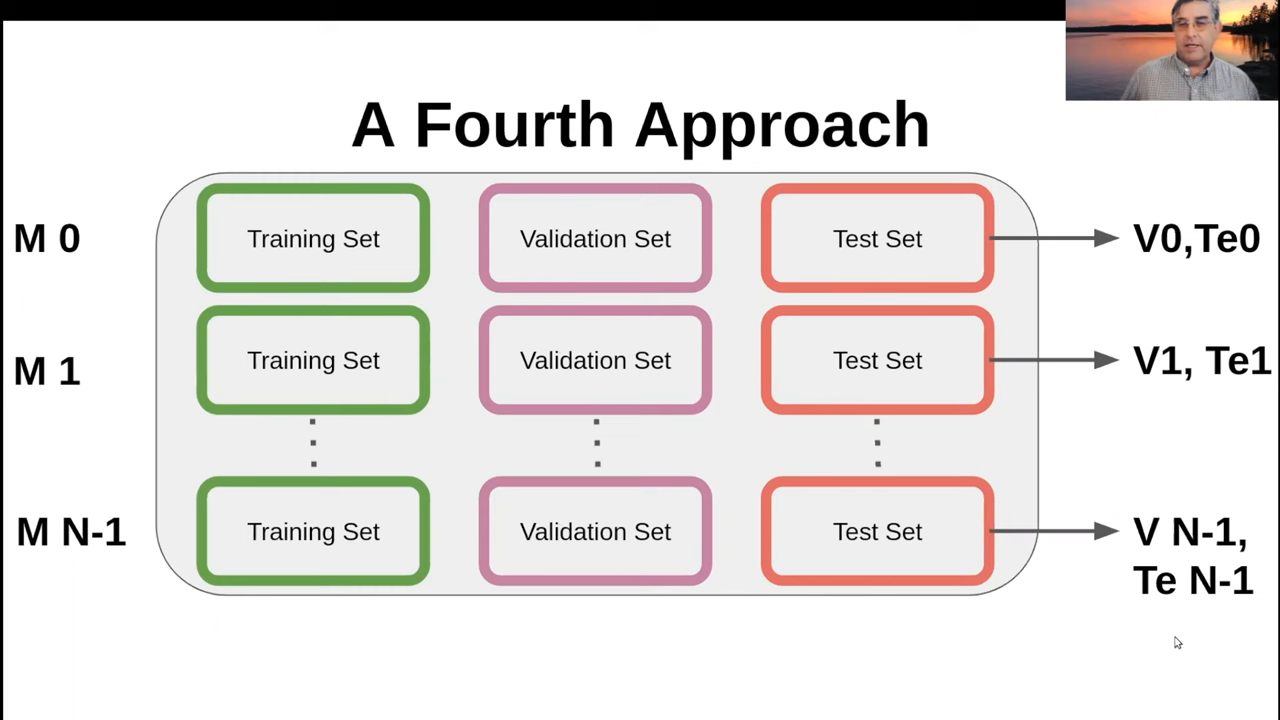 A Fourth Approach
M 0
Training Set
Validation Set
Test Set
V0,Te0
M 1
Training Set
Validation Set
Test Set
V1, Te1
M N-1
Training Set
Validation Set
Test Set
V N-1,
Te N-1